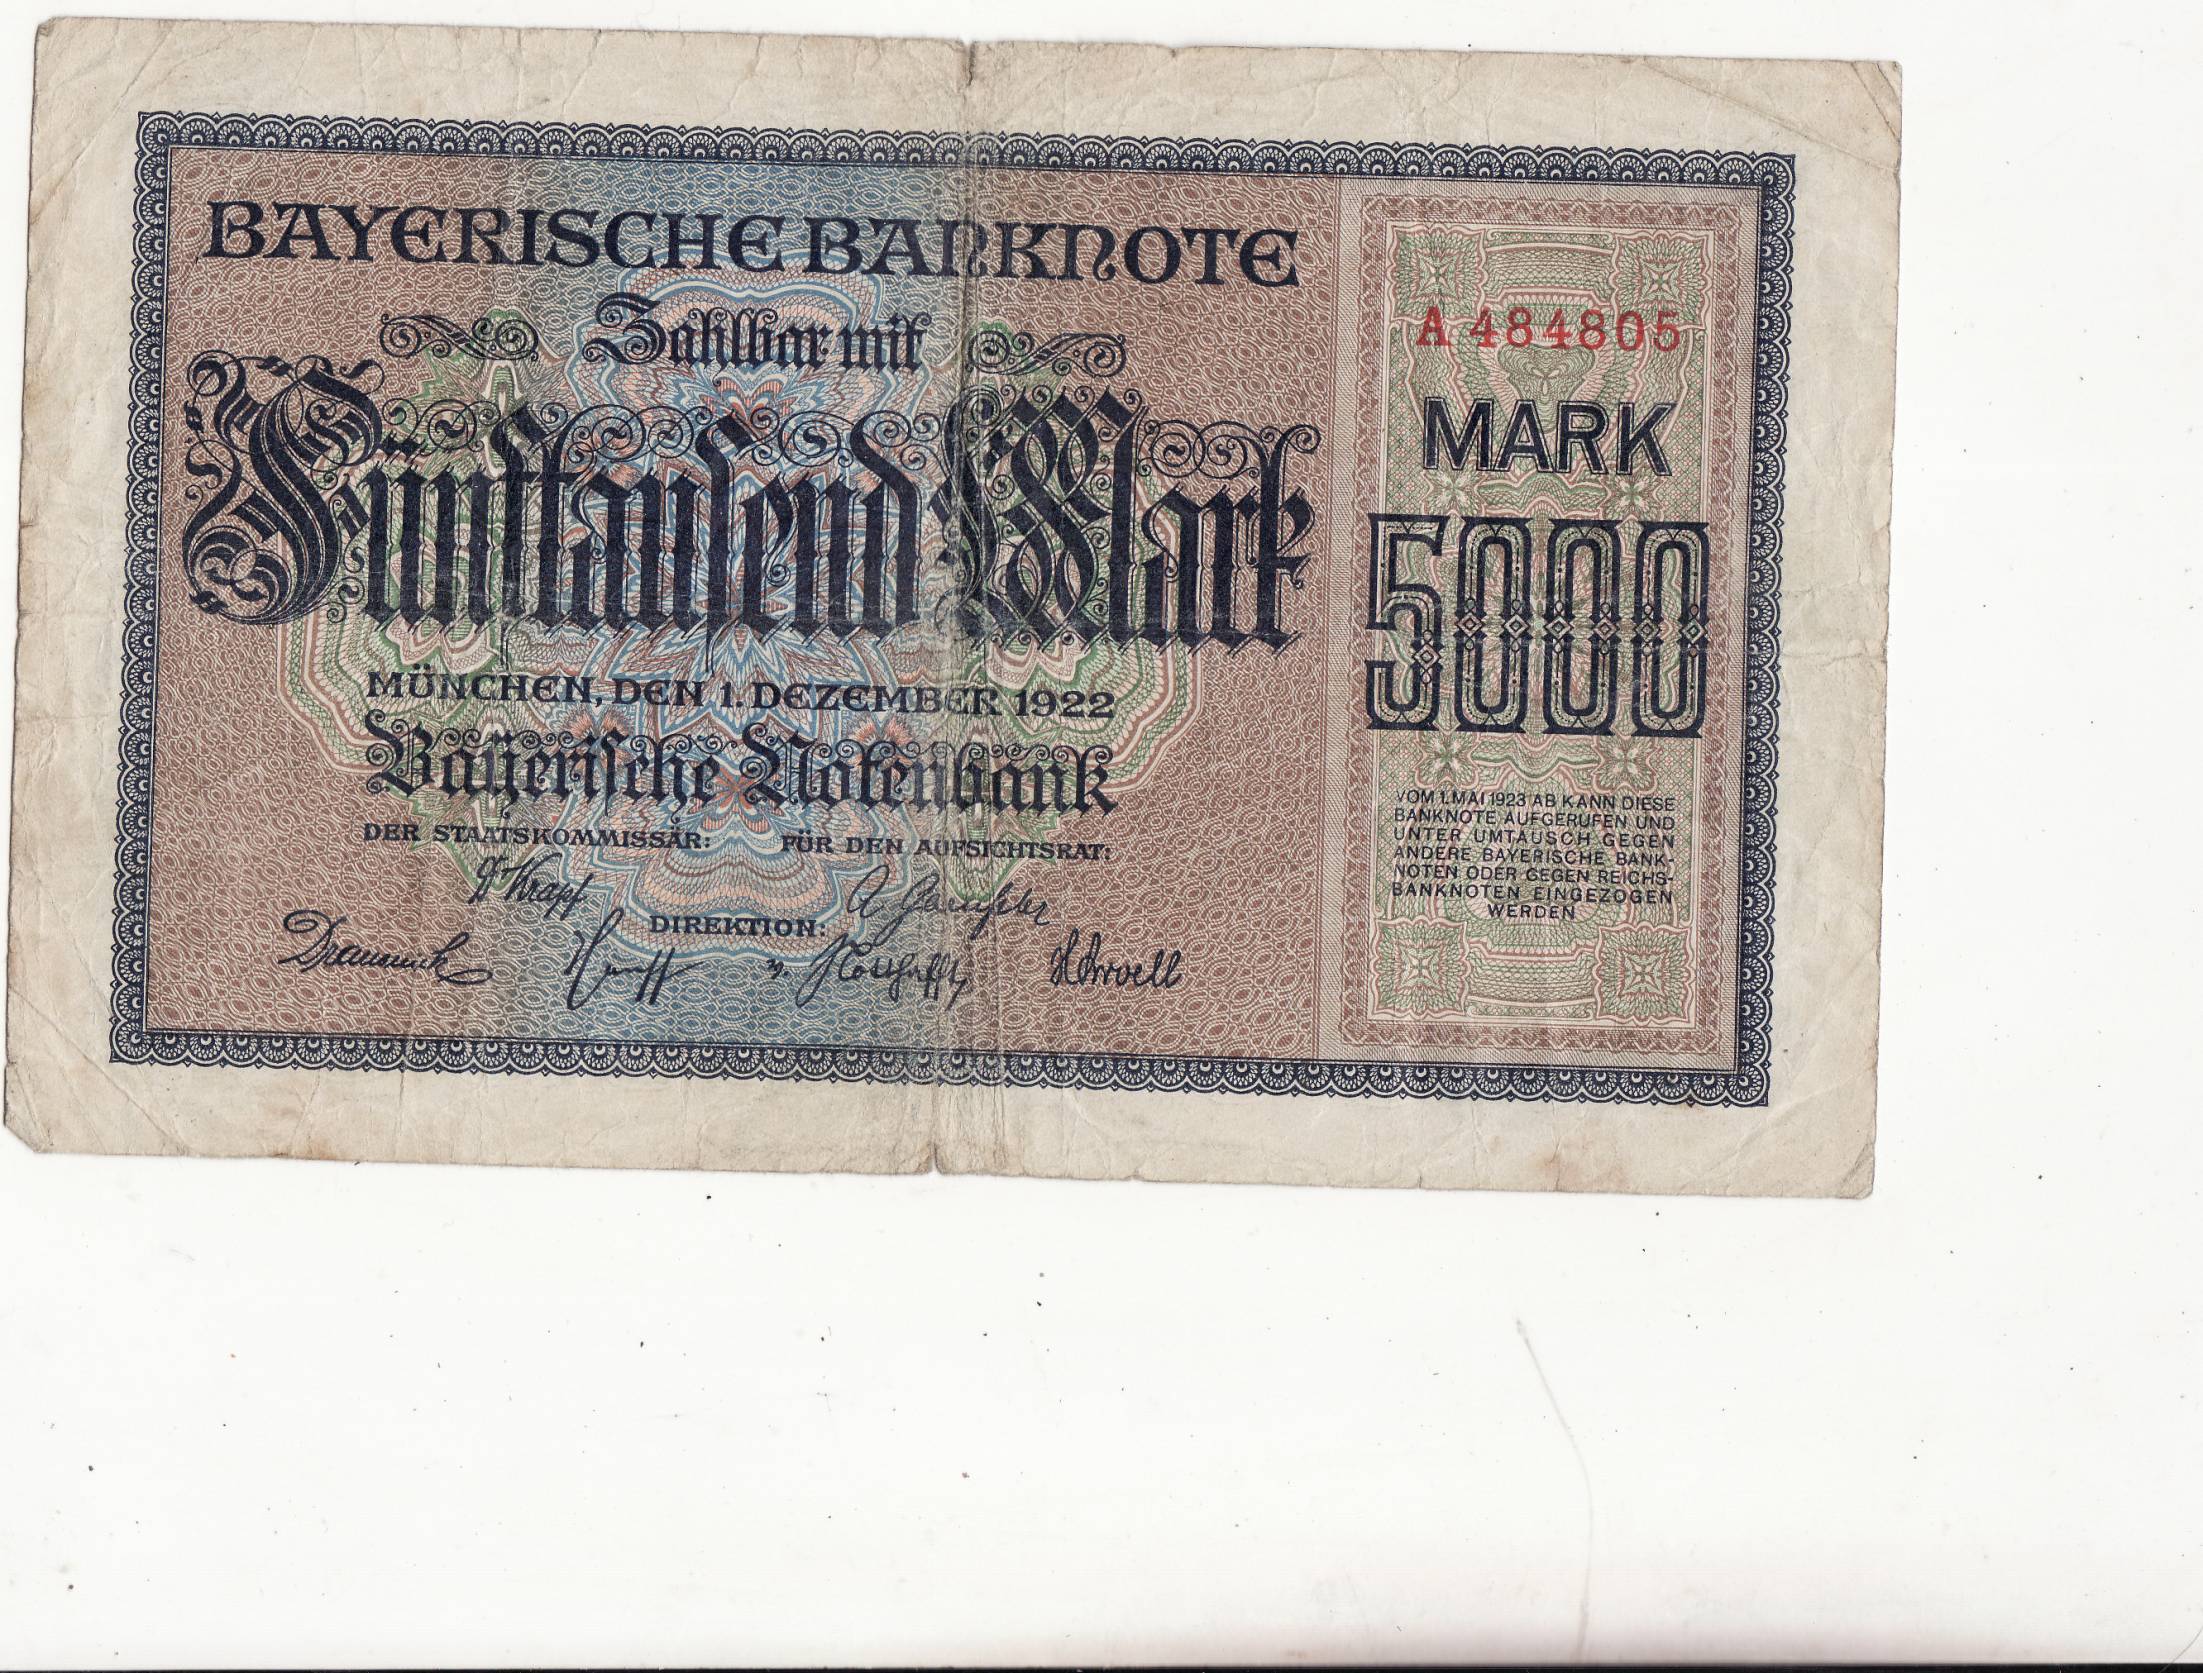 BAYERISCHE BANKNOTE
Zahlbar mit
Fünftausend Mark
MÜNCHEN, DEN 1. DEZEMBER 1922
Bayerische Notenbank
DER STAATSKOMMISSÄR: FÜR DEN AUFSICHTSRAT:
Dr Krapf
DIREKTION:
A 484805
MARK
5000
VOM 1. MAI 1923 AB KANN DIESE
BANKNOTE AUFGERUFEN UND
UNTER UMTAUSCH GEGEN
ANDERE BAYERISCHE BANK-
NOTEN ODER GEGEN REICHS-
BANKNOTEN EINGEZOGEN
WERDEN